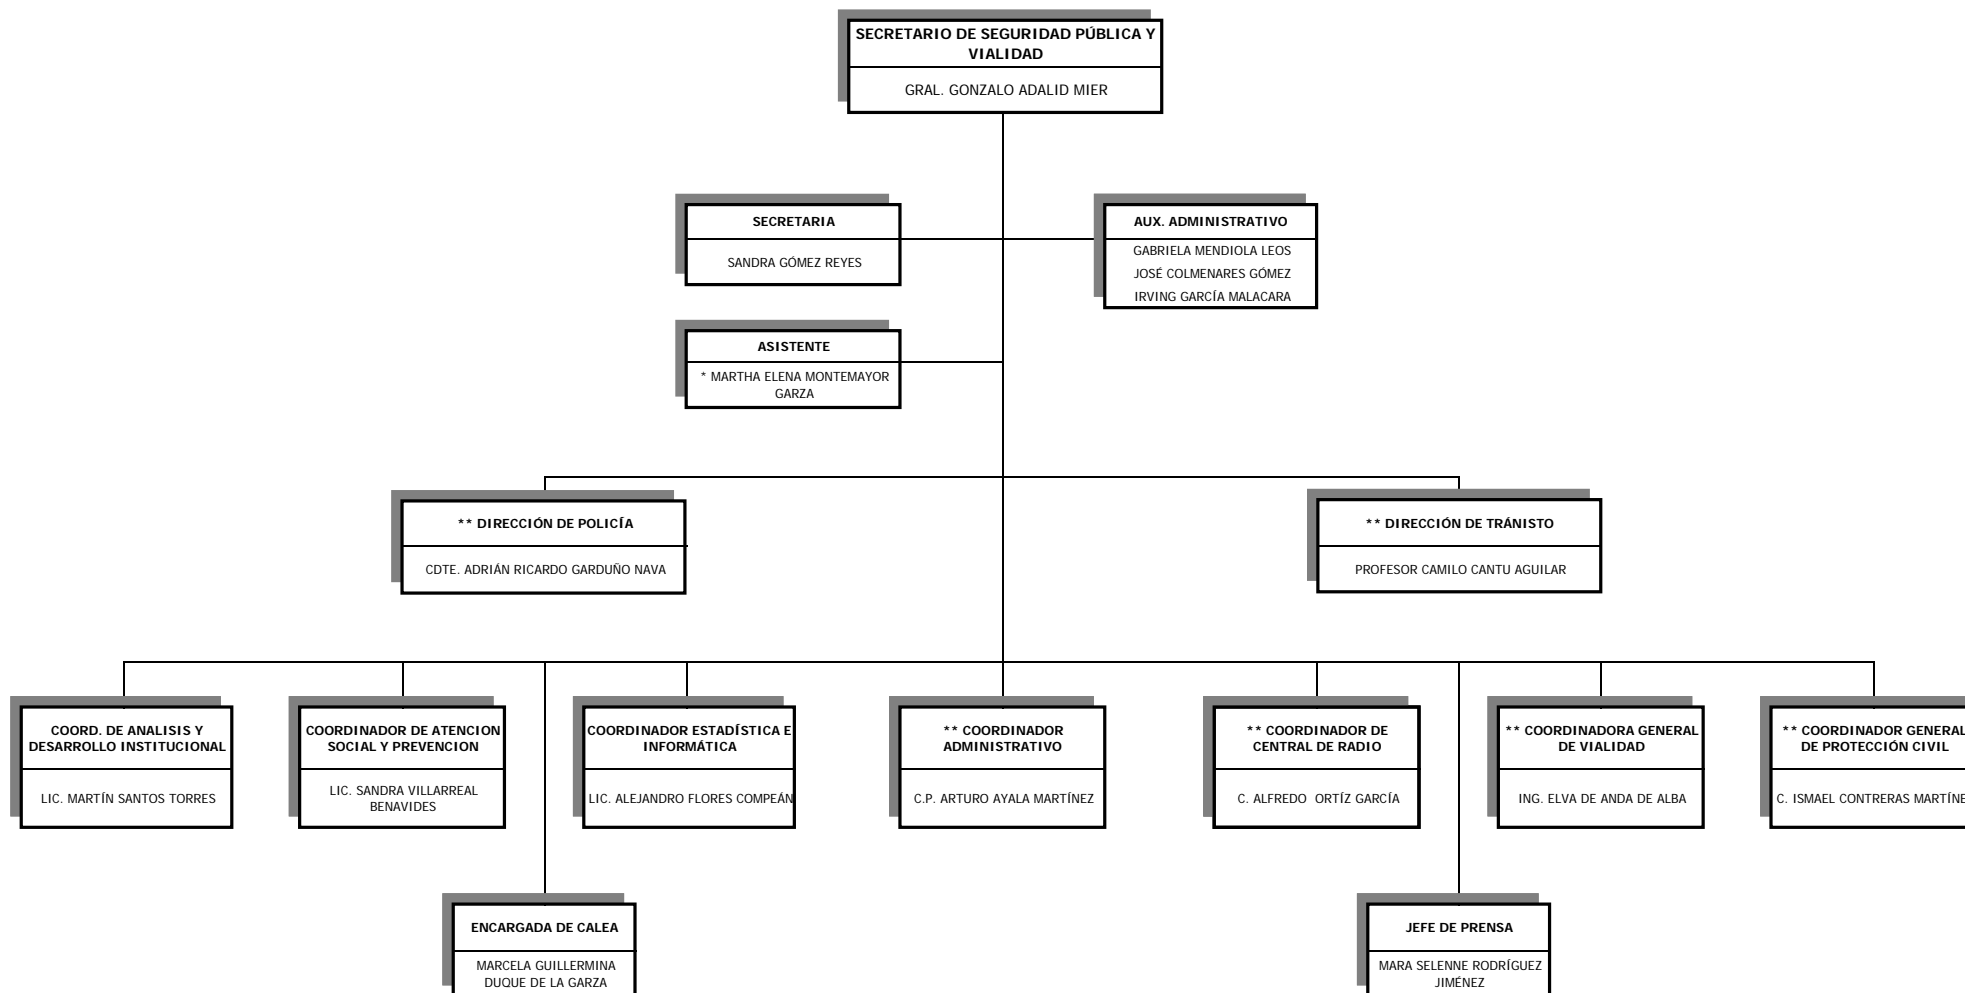 SECRETARIO DE SEGURIDAD PÚBLICA Y
VIALIDAD
GRAL. GONZALO ADALID MIER
SECRETARIA
SANDRA GÓMEZ REYES
AUX. ADMINISTRATIVO
GABRIELA MENDIOLA LEOS
JOSÉ COLMENARES GÓMEZ
IRVING GARCÍA MALACARA
ASISTENTE
* MARTHA ELENA MONTEMAYOR
GARZA
** DIRECCIÓN DE POLICÍA
CDTE. ADRIÁN RICARDO GARDUÑO NAVA
** DIRECCIÓN DE TRÁNISTO
PROFESOR CAMILO CANTU AGUILAR
COORD. DE ANALISIS Y
DESARROLLO INSTITUCIONAL
LIC. MARTÍN SANTOS TORRES
COORDINADOR DE ATENCION
SOCIAL Y PREVENCION
LIC. SANDRA VILLARREAL
BENAVIDES
COORDINADOR ESTADÍSTICA E
INFORMÁTICA
LIC. ALEJANDRO FLORES COMPEÁN
** COORDINADOR
ADMINISTRATIVO
C.P. ARTURO AYALA MARTÍNEZ
** COORDINADOR DE
CENTRAL DE RADIO
C. ALFREDO  ORTÍZ GARCÍA
** COORDINADORA GENERAL
DE VIALIDAD
ING. ELVA DE ANDA DE ALBA
** COORDINADOR GENERAL
DE PROTECCIÓN CIVIL
C. ISMAEL CONTRERAS MARTÍNE
ENCARGADA DE CALEA
MARCELA GUILLERMINA
DUQUE DE LA GARZA
JEFE DE PRENSA
MARA SELENNE RODRÍGUEZ
JIMÉNEZ